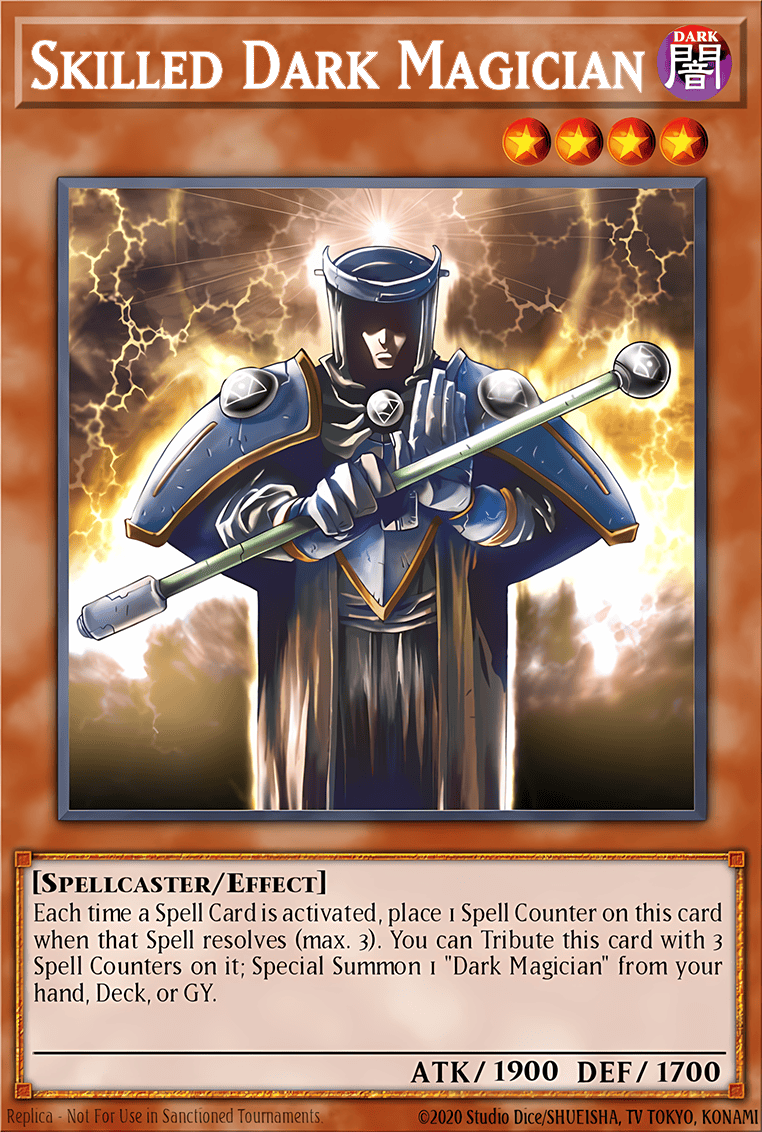 Skilled Dark Magician
DARK
闇
[Spellcaster/Effect]
Each time a Spell Card is activated, place 1 Spell Counter on this card
when that Spell resolves (max. 3). You can Tribute this card with 3
Spell Counters on it; Special Summon 1 "Dark Magician" from your
hand, Deck, or GY.
ATK/ 1900 DEF/ 1700
Replica - Not For Use in Sanctioned Tournaments.
©2020 Studio Dice/SHUEISHA, TV TOKYO, KONAMI